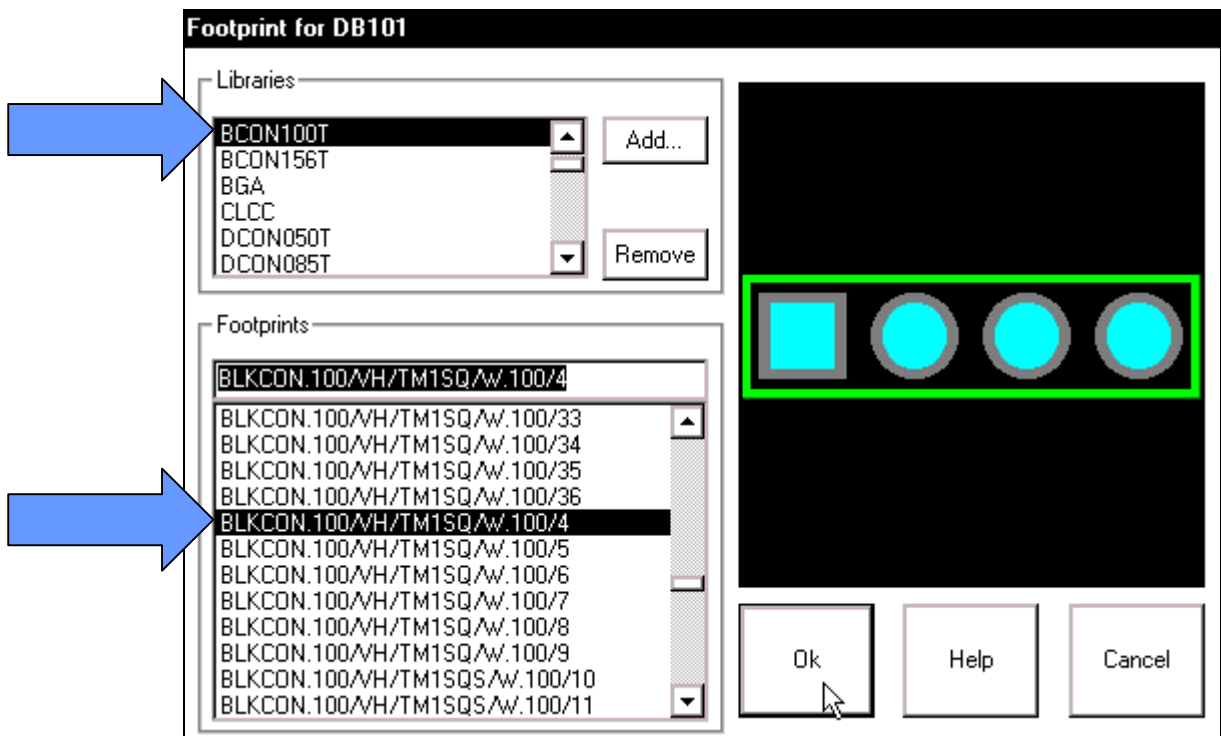 Footprint for DB101
Libraries
BCON100T
BCON156T
BGA
CLCC
DCON050T
DCON085T
Add...
Remove
Footprints
BLKCON.100/VH/TM1SQ/W.100/4
BLKCON.100/VH/TM1SQ/W.100/33
BLKCON.100/VH/TM1SQ/W.100/34
BLKCON.100/VH/TM1SQ/W.100/35
BLKCON.100/VH/TM1SQ/W.100/36
BLKCON.100/VH/TM1SQ/W.100/4
BLKCON.100/VH/TM1SQ/W.100/5
BLKCON.100/VH/TM1SQ/W.100/6
BLKCON.100/VH/TM1SQ/W.100/7
BLKCON.100/VH/TM1SQ/W.100/8
BLKCON.100/VH/TM1SQ/W.100/9
BLKCON.100/VH/TM1SQS/W.100/10
BLKCON.100/VH/TM1SQS/W.100/11
Ok
Help
Cancel